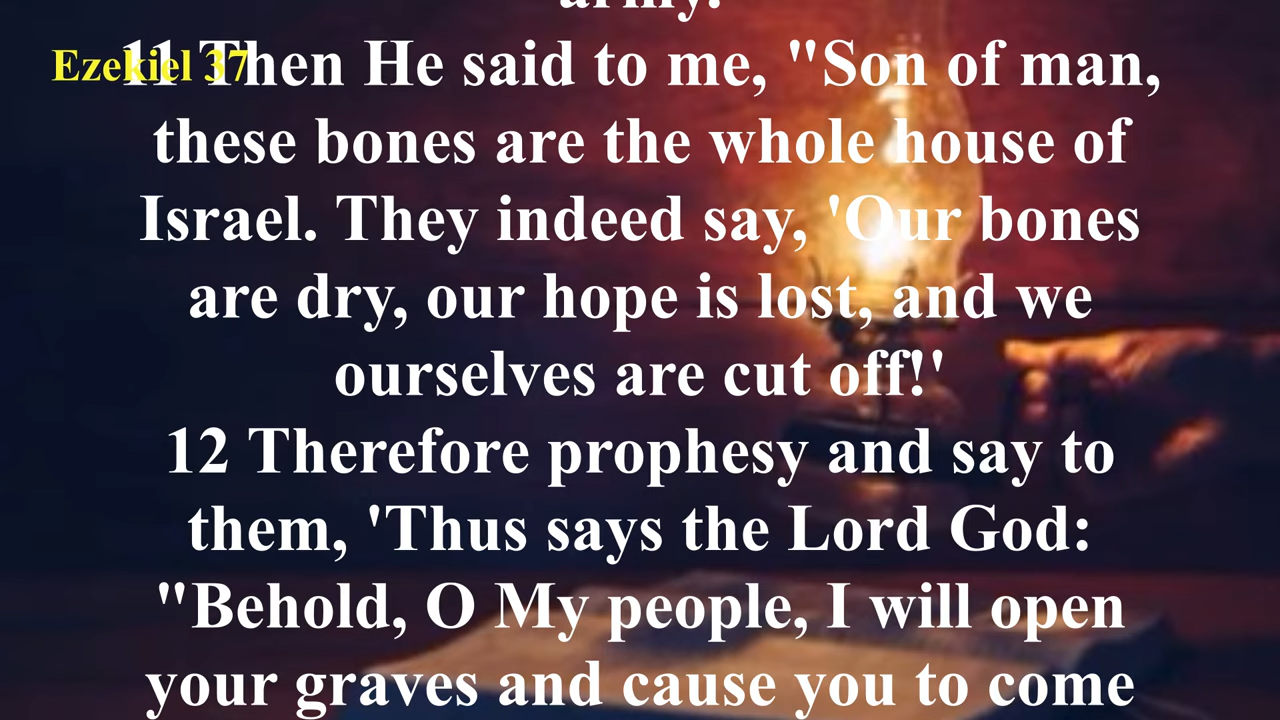 army.
Ezekiel 37
11 Then He said to me, "Son of man,
these bones are the whole house of
Israel. They indeed say, 'Our bones
are dry, our hope is lost, and we
ourselves are cut off!'
12 Therefore prophesy and say to
them, 'Thus says the Lord God:
"Behold, O My people, I will open
your graves and cause you to come